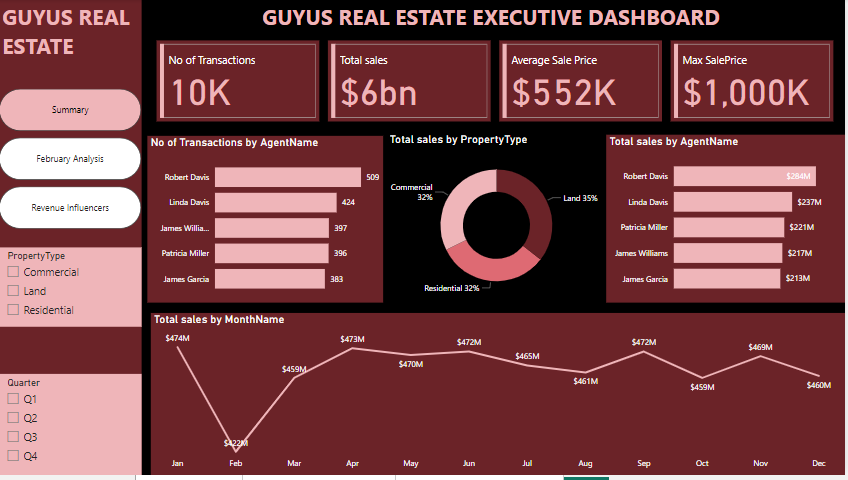 GUYUS REAL
ESTATE
GUYUS REAL ESTATE EXECUTIVE DASHBOARD
No of Transactions
10K
Total sales
$6bn
Average Sale Price
$552K
Max SalePrice
$1,000K
Summary
February Analysis
Revenue Influencers
PropertyType
Commercial
Land
Residential
Quarter
Q1
Q2
Q3
Q4
No of Transactions by AgentName
Robert Davis 509
Linda Davis 424
James Willia... 397
Patricia Miller 396
James Garcia 383
Total sales by PropertyType
Commercial
32%
Land 35%
Residential 32%
Total sales by AgentName
Robert Davis $284M
Linda Davis $237M
Patricia Miller $221M
James Williams $217M
James Garcia $213M
Total sales by MonthName
$474M
$422M
$459M
$473M
$470M
$472M
$465M
$461M
$472M
$459M
$469M
$460M
Jan Feb Mar Apr May Jun Jul Aug Sep Oct Nov Dec